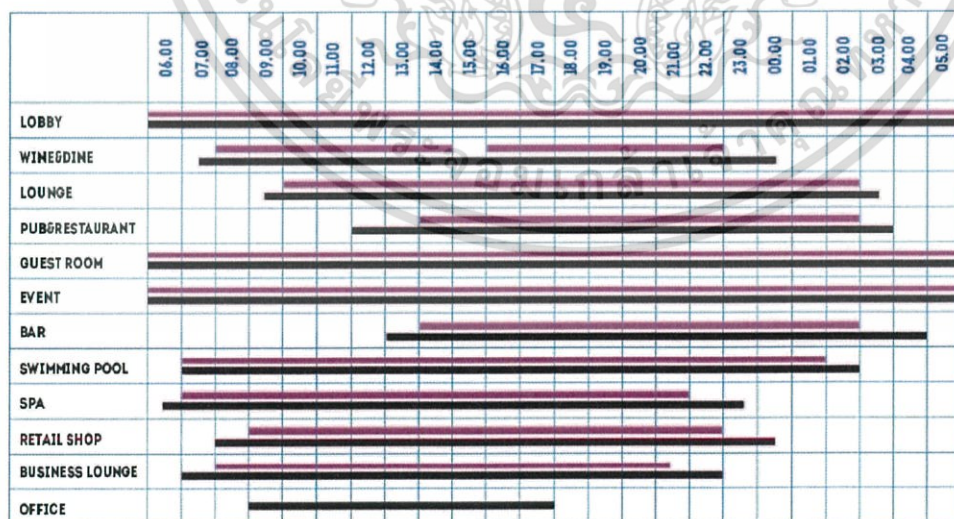 06.00 07.00 08.00 09.00 10.00 11.00 12.00 13.00 14.00 15.00 16.00 17.00 18.00 19.00 20.00 21.00 22.00 23.00 00.00 01.00 02.00 03.00 04.00 05.00
LOBBY
WINE&DINE
LOUNGE
PUB&RESTAURANT
GUEST ROOM
EVENT
BAR
SWIMMING POOL
SPA
RETAIL SHOP
BUSINESS LOUNGE
OFFICE